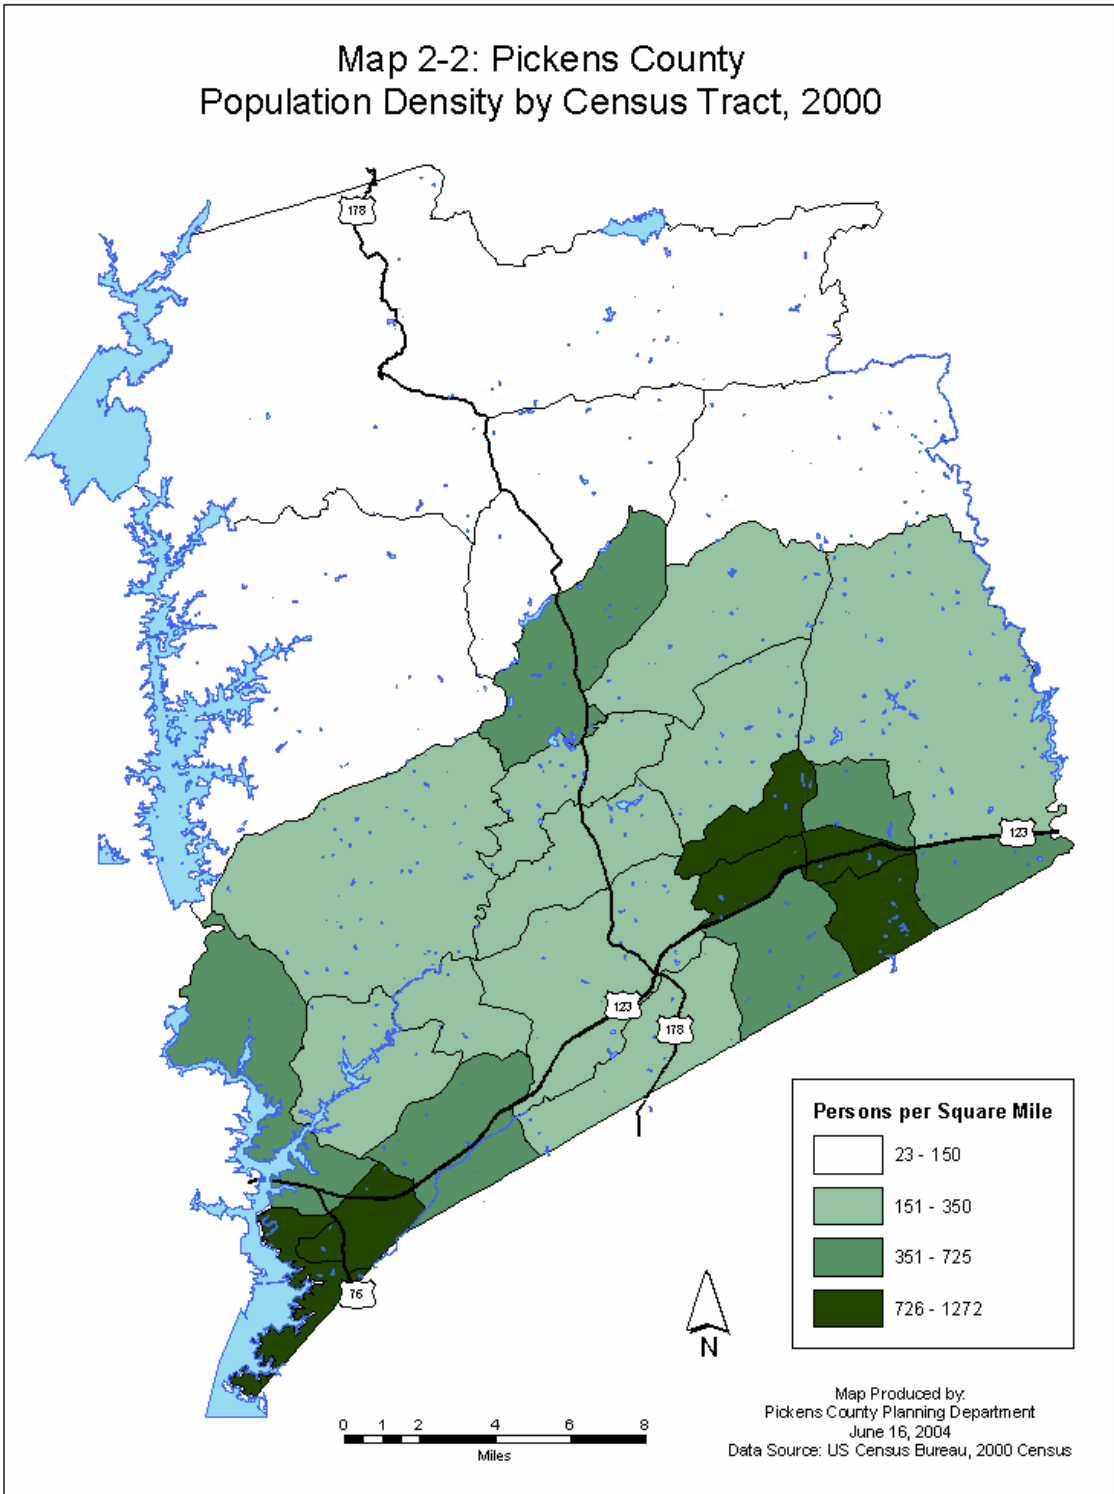 Map 2-2: Pickens County
Population Density by Census Tract, 2000
178
123
123
178
76
Persons per Square Mile
23 - 150
151 - 350
351 - 725
726 - 1272
N
0 1 2 4 6 8
Miles
Map Produced by:
Pickens County Planning Department
June 16, 2004
Data Source: US Census Bureau, 2000 Census